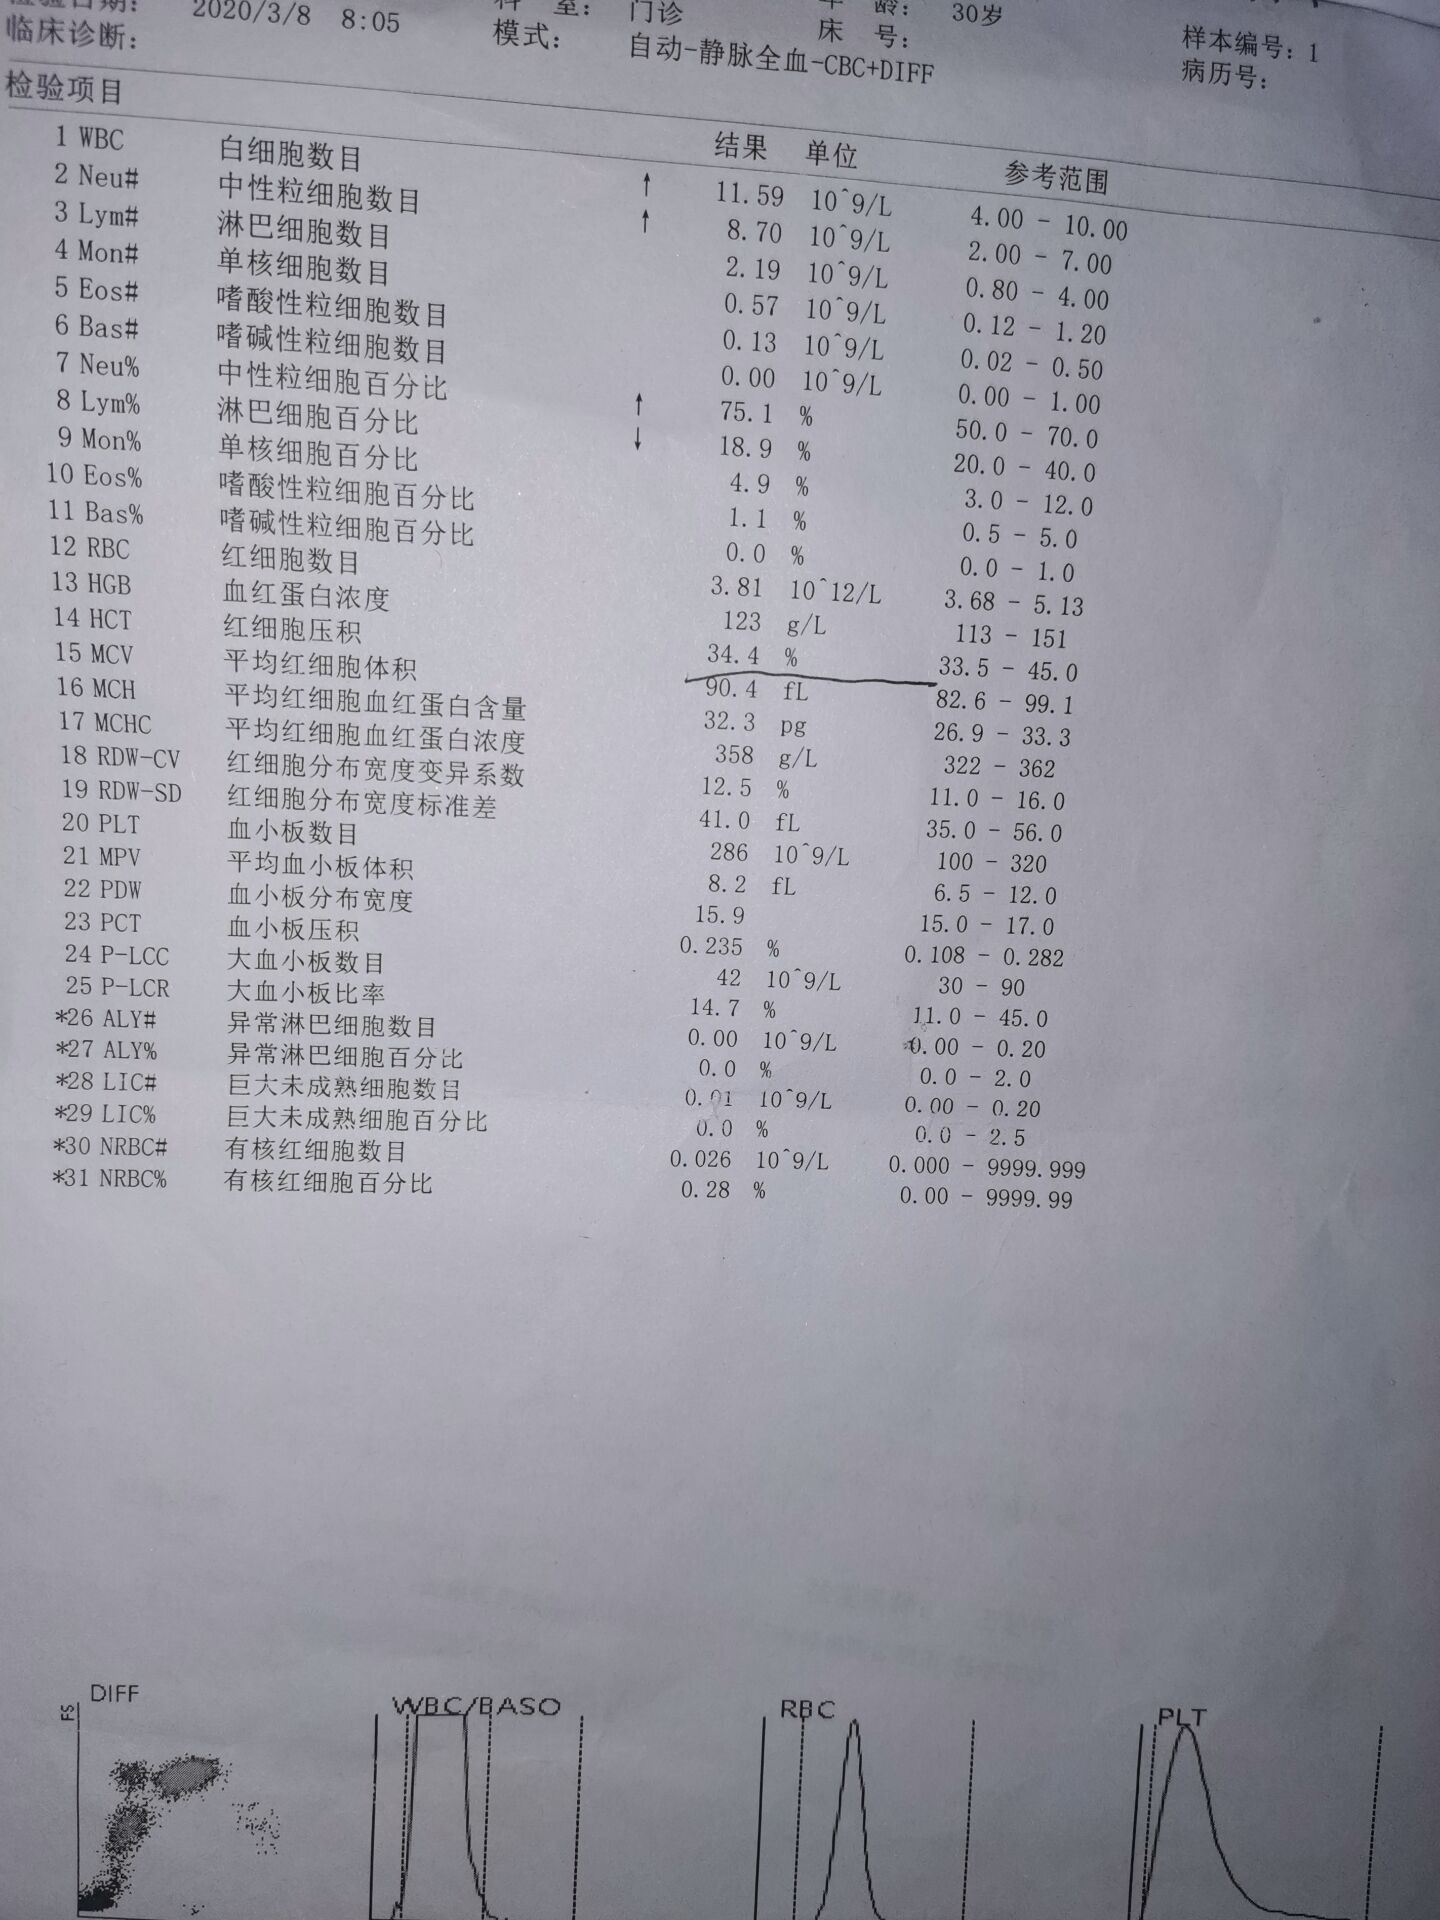 检验日期: 2020/3/8 8:05 科 室: 门诊 年 龄: 30岁
临床诊断: 模式: 自动-静脉全血-CBC+DIFF 床 号: 样本编号: 1
病历号:
检验项目 结果 单位 参考范围
1 WBC 白细胞数目 ↑ 11.59 10^9/L 4.00 - 10.00
2 Neu# 中性粒细胞数目 ↑ 8.70 10^9/L 2.00 - 7.00
3 Lym# 淋巴细胞数目 2.19 10^9/L 0.80 - 4.00
4 Mon# 单核细胞数目 0.57 10^9/L 0.12 - 1.20
5 Eos# 嗜酸性粒细胞数目 0.13 10^9/L 0.02 - 0.50
6 Bas# 嗜碱性粒细胞数目 0.00 10^9/L 0.00 - 1.00
7 Neu% 中性粒细胞百分比 ↑ 75.1 % 50.0 - 70.0
8 Lym% 淋巴细胞百分比 ↓ 18.9 % 20.0 - 40.0
9 Mon% 单核细胞百分比 4.9 % 3.0 - 12.0
10 Eos% 嗜酸性粒细胞百分比 1.1 % 0.5 - 5.0
11 Bas% 嗜碱性粒细胞百分比 0.0 % 0.0 - 1.0
12 RBC 红细胞数目 3.81 10^12/L 3.68 - 5.13
13 HGB 血红蛋白浓度 123 g/L 113 - 151
14 HCT 红细胞压积 34.4 % 33.5 - 45.0
15 MCV 平均红细胞体积 90.4 fL 82.6 - 99.1
16 MCH 平均红细胞血红蛋白含量 32.3 pg 26.9 - 33.3
17 MCHC 平均红细胞血红蛋白浓度 358 g/L 322 - 362
18 RDW-CV 红细胞分布宽度变异系数 12.5 % 11.0 - 16.0
19 RDW-SD 红细胞分布宽度标准差 41.0 fL 35.0 - 56.0
20 PLT 血小板数目 286 10^9/L 100 - 320
21 MPV 平均血小板体积 8.2 fL 6.5 - 12.0
22 PDW 血小板分布宽度 15.9 15.0 - 17.0
23 PCT 血小板压积 0.235 % 0.108 - 0.282
24 P-LCC 大血小板数目 42 10^9/L 30 - 90
25 P-LCR 大血小板比率 14.7 % 11.0 - 45.0
*26 ALY# 异常淋巴细胞数目 0.00 10^9/L 0.00 - 0.20
*27 ALY% 异常淋巴细胞百分比 0.0 % 0.0 - 2.0
*28 LIC# 巨大未成熟细胞数目 0.01 10^9/L 0.00 - 0.20
*29 LIC% 巨大未成熟细胞百分比 0.0 % 0.0 - 2.5
*30 NRBC# 有核红细胞数目 0.026 10^9/L 0.000 - 9999.999
*31 NRBC% 有核红细胞百分比 0.28 % 0.00 - 9999.99
DIFF WBC/BASO RBC PLT
FS